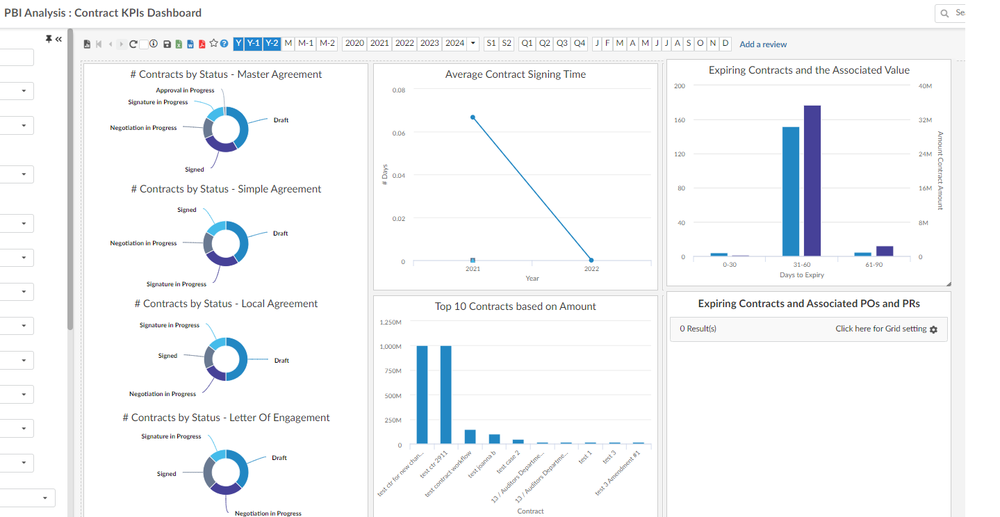 PBI Analysis : Contract KPIs Dashboard
Y Y-1 Y-2 M M-1 M-2 2020 2021 2022 2023 2024 S1 S2 Q1 Q2 Q3 Q4 J F M A M J J A S O N D Add a review
# Contracts by Status - Master Agreement
Approval in Progress
Signature in Progress
Draft
Negotiation in Progress
Signed
# Contracts by Status - Simple Agreement
Signed
Draft
Negotiation in Progress
Signature in Progress
# Contracts by Status - Local Agreement
Signature in Progress
Signed
Draft
Negotiation in Progress
# Contracts by Status - Letter Of Engagement
Signature in Progress
Draft
Signed
Negotiation in Progress
Average Contract Signing Time
0.08
0.06
0.04
0.02
0
# Days
2021 2022
Year
Top 10 Contracts based on Amount
1,250M
1,000M
750M
500M
250M
0
test ctr for new chan...
test ctr 2911
test contract workflow
test joanna b
test case 2
13 / Auditors Departme...
13 / Auditors Departme...
test 1
test 3
test 3 Amendment #1
Contract
Expiring Contracts and the Associated Value
200 40M
160 32M
120 24M
80 16M
40 8M
0 0
Amount Contract Amount
0-30 31-60 61-90
Days to Expiry
Expiring Contracts and Associated POs and PRs
0 Result(s) Click here for Grid setting